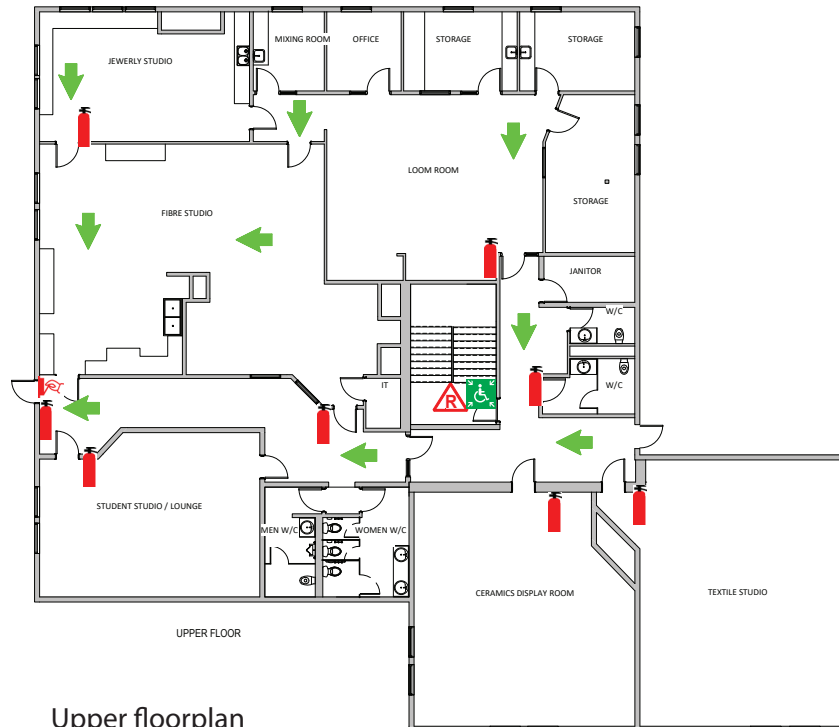 MIXING ROOM
OFFICE
STORAGE
STORAGE
JEWERLY STUDIO
LOOM ROOM
STORAGE
FIBRE STUDIO
JANITOR
W/C
W/C
IT
R
STUDENT STUDIO / LOUNGE
MEN W/C
WOMEN W/C
CERAMICS DISPLAY ROOM
TEXTILE STUDIO
UPPER FLOOR
Upper floorplan